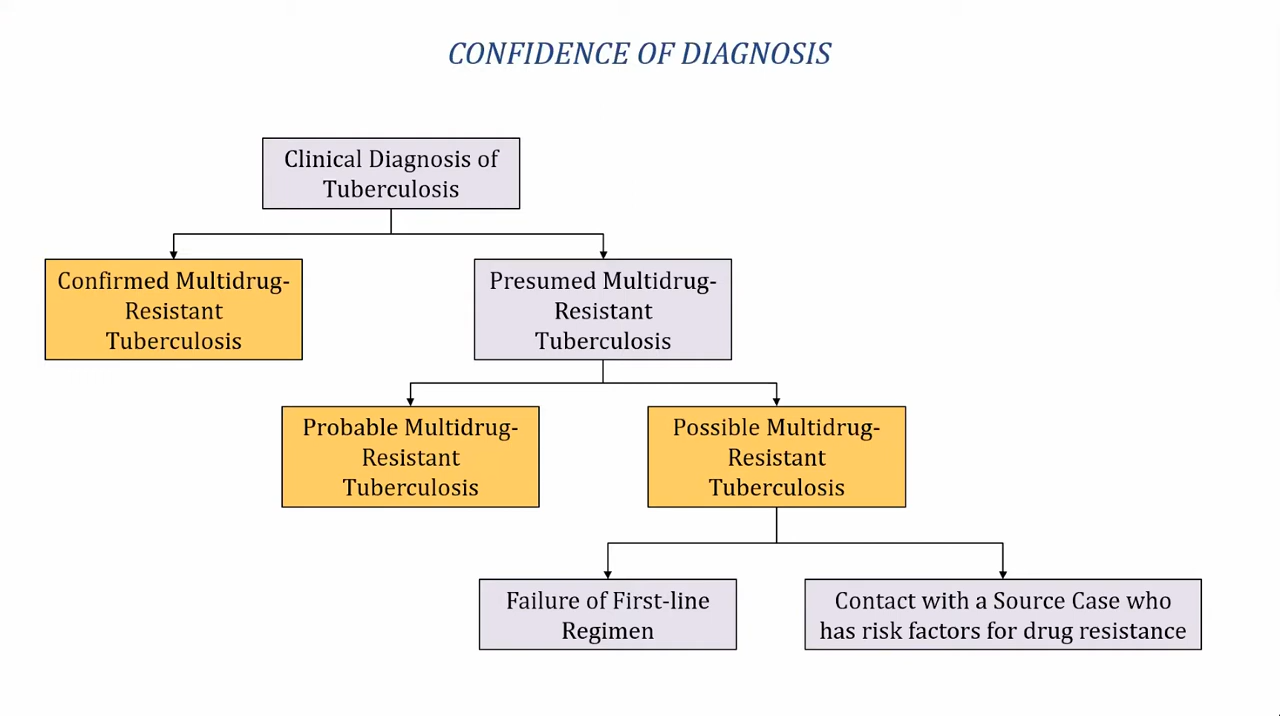 CONFIDENCE OF DIAGNOSIS
Clinical Diagnosis of
Tuberculosis
Confirmed Multidrug-
Resistant
Tuberculosis
Presumed Multidrug-
Resistant
Tuberculosis
Probable Multidrug-
Resistant
Tuberculosis
Possible Multidrug-
Resistant
Tuberculosis
Failure of First-line
Regimen
Contact with a Source Case who
has risk factors for drug resistance